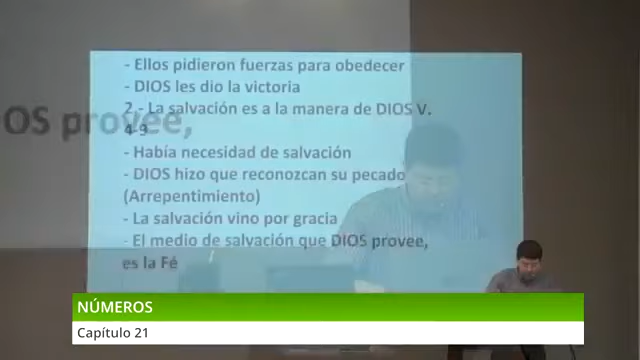 - Ellos pidieron fuerzas para obedecer
- DIOS les dio la victoria
2 - La salvación es a la manera de DIOS V.
4-9
- Había necesidad de salvación
- DIOS hizo que reconozcan su pecado
(Arrepentimiento)
- La salvación vino por gracia
- El medio de salvación que DIOS provee,
es la Fé
OS provee,
NÚMEROS
Capítulo 21